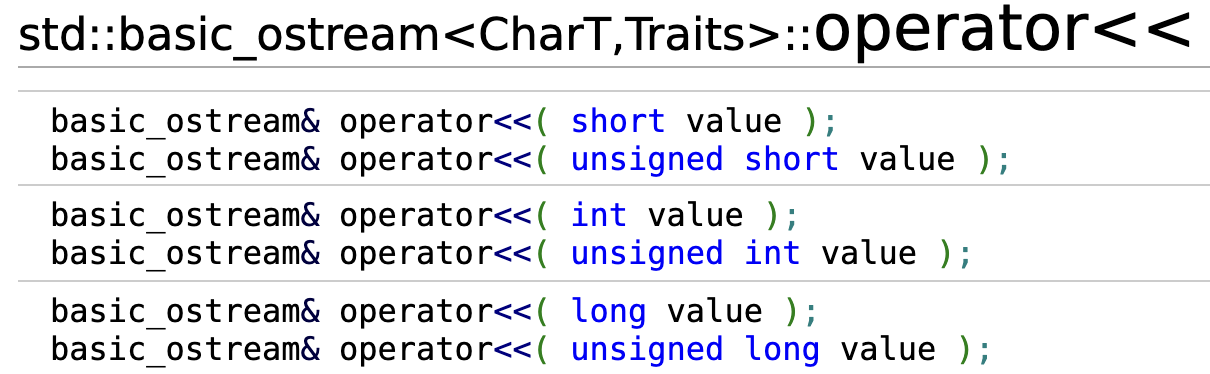 std::basic_ostream<CharT,Traits>::operator<<
basic_ostream& operator<<( short value );
basic_ostream& operator<<( unsigned short value );
basic_ostream& operator<<( int value );
basic_ostream& operator<<( unsigned int value );
basic_ostream& operator<<( long value );
basic_ostream& operator<<( unsigned long value );